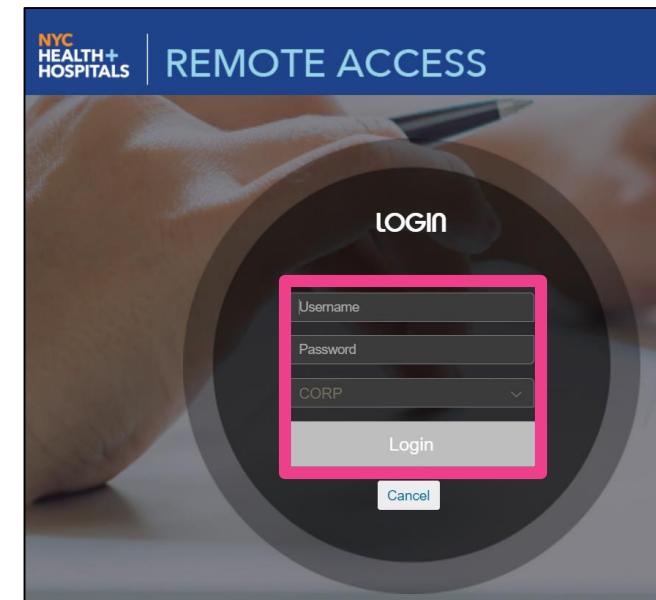 NYC
HEALTH+
HOSPITALS
REMOTE ACCESS
LOGIN
Username
Password
CORP
Login
Cancel